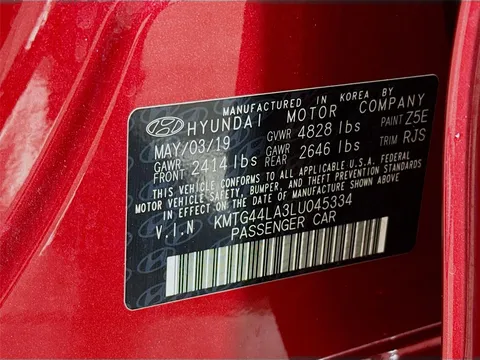 MANUFACTURED IN KOREA BY
HYUNDAI MOTOR COMPANY
MAY/03/19 GVWR 4828 lbs PAINT Z5E
GAWR FRONT 2414 lbs GAWR REAR 2646 lbs TRIM RJS
THIS VEHICLE CONFORMS TO ALL APPLICABLE U.S.A. FEDERAL
MOTOR VEHICLE SAFETY, BUMPER, AND THEFT PREVENTION STANDARDS
IN EFFECT ON THE DATE OF MANUFACTURE SHOWN ABOVE
V.I.N KMTG44LA3LU045334
PASSENGER CAR